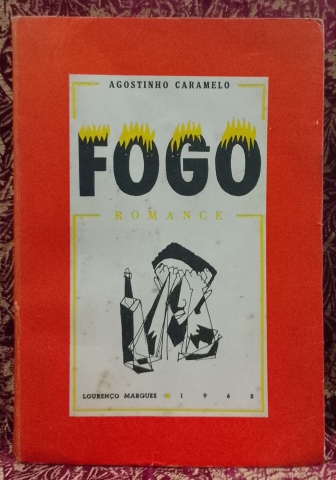 AGOSTINHO CARAMELO
FOGO
ROMANCE
LOURENÇO MARQUES 1962